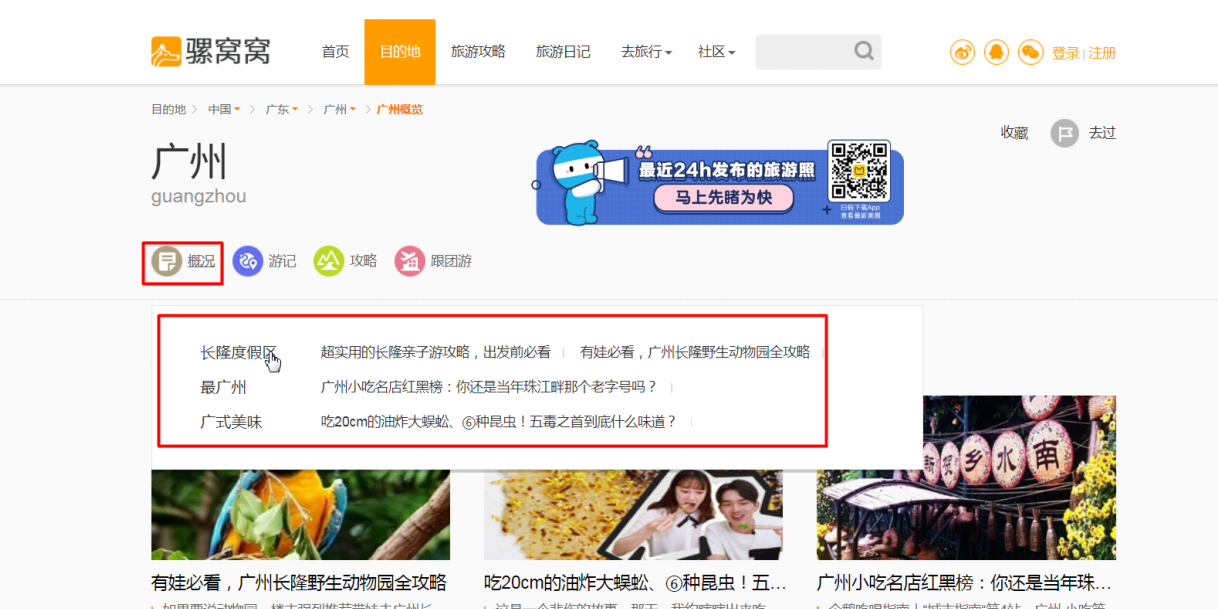 骡窝窝 首页 目的地 旅游攻略 旅游日记 去旅行 社区 登录 | 注册
目的地 > 中国 > 广东 > 广州 > 广州概览
收藏 去过
广州
guangzhou
最近24h发布的旅游照
马上先睹为快
扫码下载App
查看最新美照
概况 游记 攻略 跟团游
长隆度假区 超实用的长隆亲子游攻略，出发前必看 | 有娃必看，广州长隆野生动物园全攻略 |
最广州 广州小吃名店红黑榜：你还是当年珠江畔那个老字号吗？ |
广式美味 吃20cm的油炸大蜈蚣、⑥种昆虫！五毒之首到底什么味道？ |
贺 乡 水 南
有娃必看，广州长隆野生动物园全攻略 吃20cm的油炸大蜈蚣、⑥种昆虫！五... 广州小吃名店红黑榜：你还是当年珠...